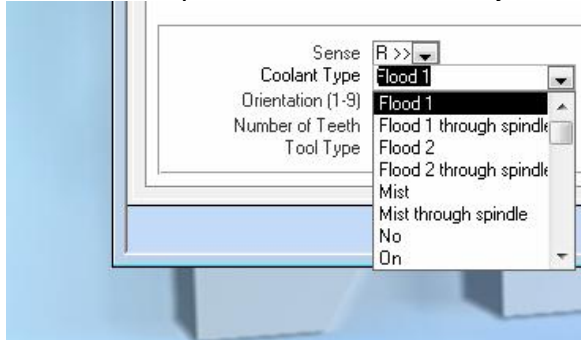 Sense R >>
Coolant Type Flood 1
Orientation (1-9) Flood 1
Number of Teeth Flood 1 through spindle
Tool Type Flood 2
Flood 2 through spindle
Mist
Mist through spindle
No
On